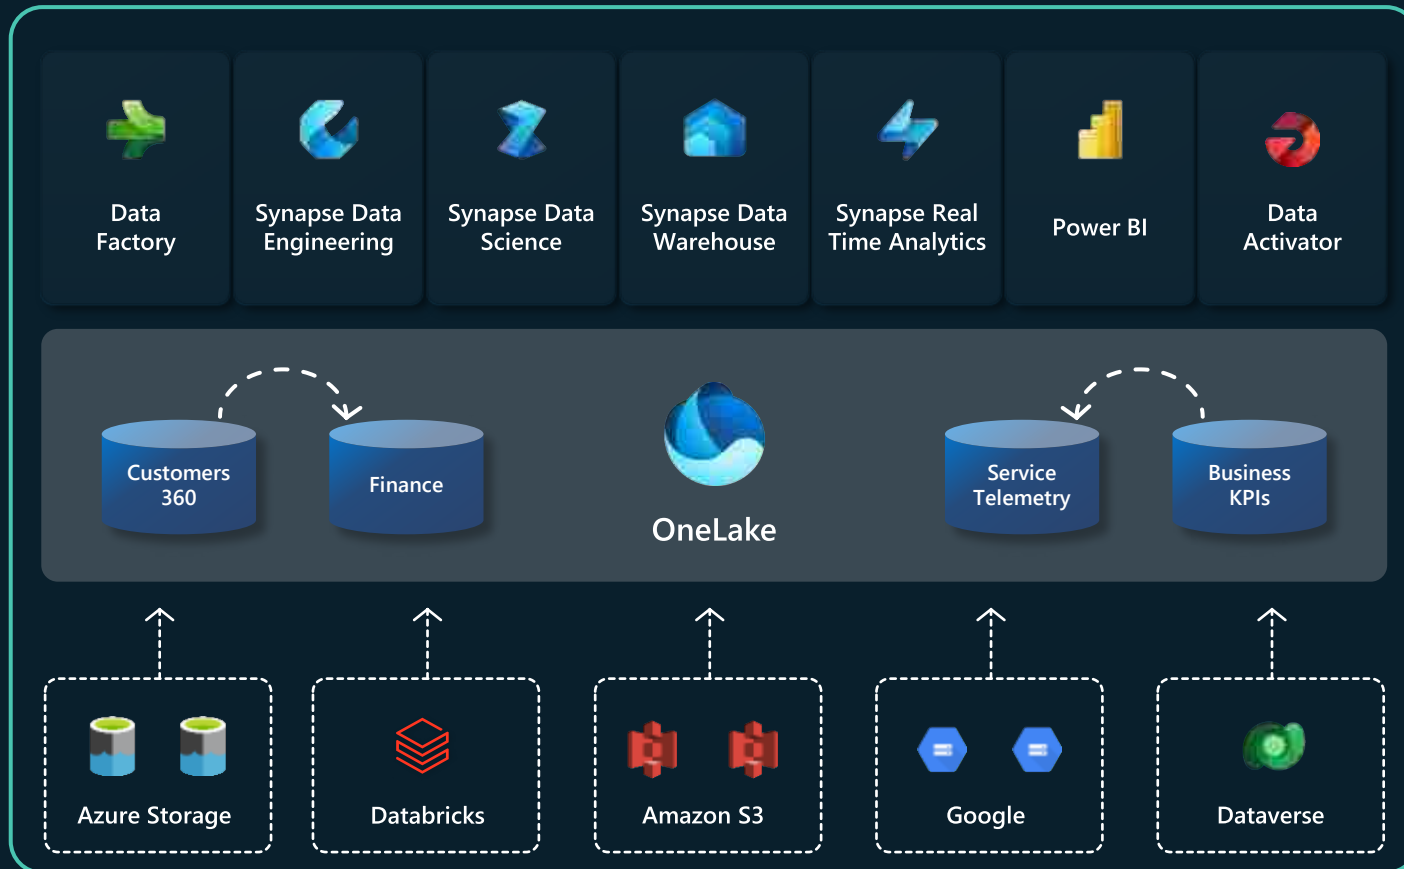 Data
Factory
Synapse Data
Engineering
Synapse Data
Science
Synapse Data
Warehouse
Synapse Real
Time Analytics
Power BI
Data
Activator
Customers
360
Finance
OneLake
Service
Telemetry
Business
KPIs
Azure Storage
Databricks
Amazon S3
Google
Dataverse